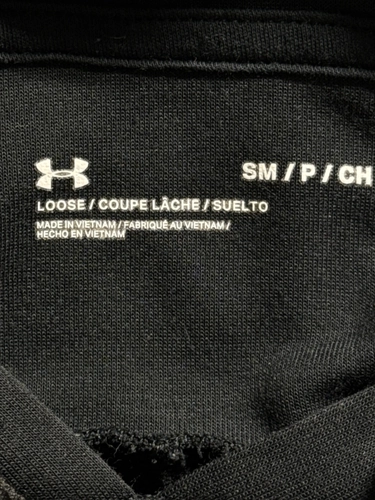 SM / P / CH
LOOSE / COUPE LÂCHE / SUELTO
MADE IN VIETNAM / FABRIQUÉ AU VIETNAM /
HECHO EN VIETNAM